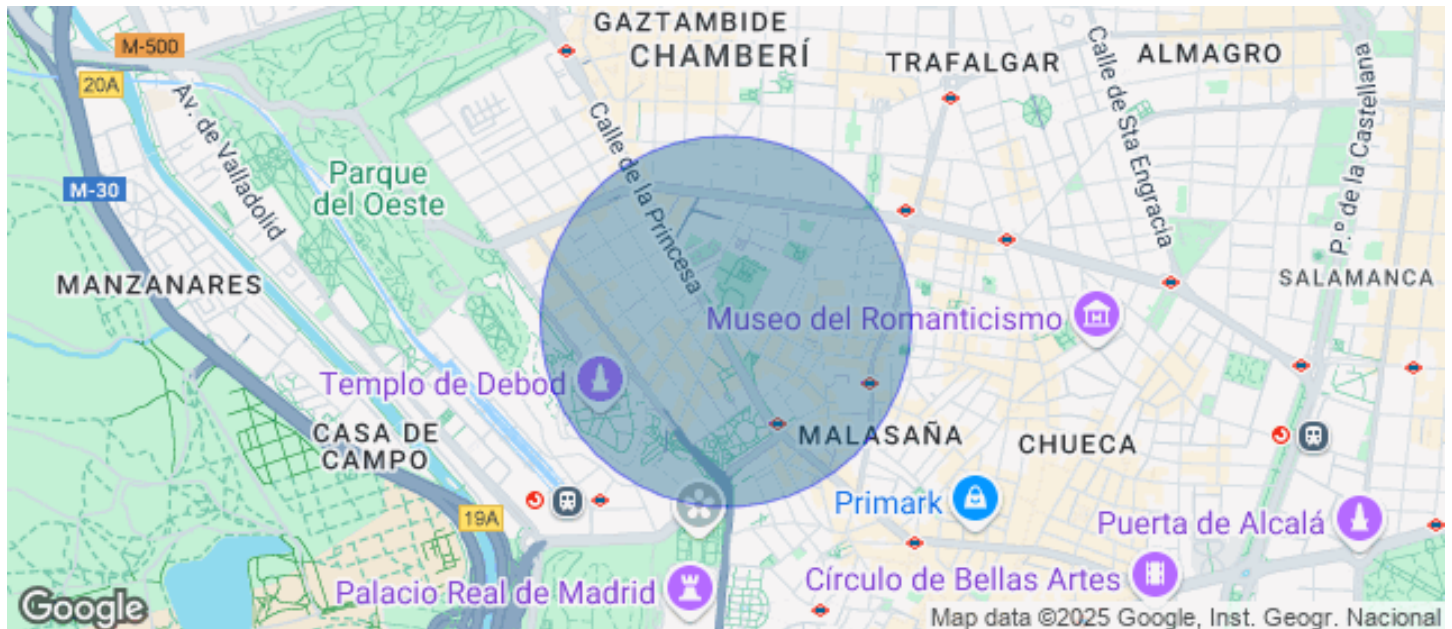 GAZTAMBIDE
CHAMBERÍ
TRAFALGAR
ALMAGRO
M-500
20A
Av. de Valladolid
Calle de la Princesa
Calle de Sta Engracia
P.º de la Castellana
Parque
del Oeste
M-30
MANZANARES
SALAMANCA
Museo del Romanticismo
Templo de Debod
CASA DE
CAMPO
MALASAÑA
CHUECA
19A
Primark
Puerta de Alcalá
Palacio Real de Madrid
Círculo de Bellas Artes
Google
Map data ©2025 Google, Inst. Geogr. Nacional